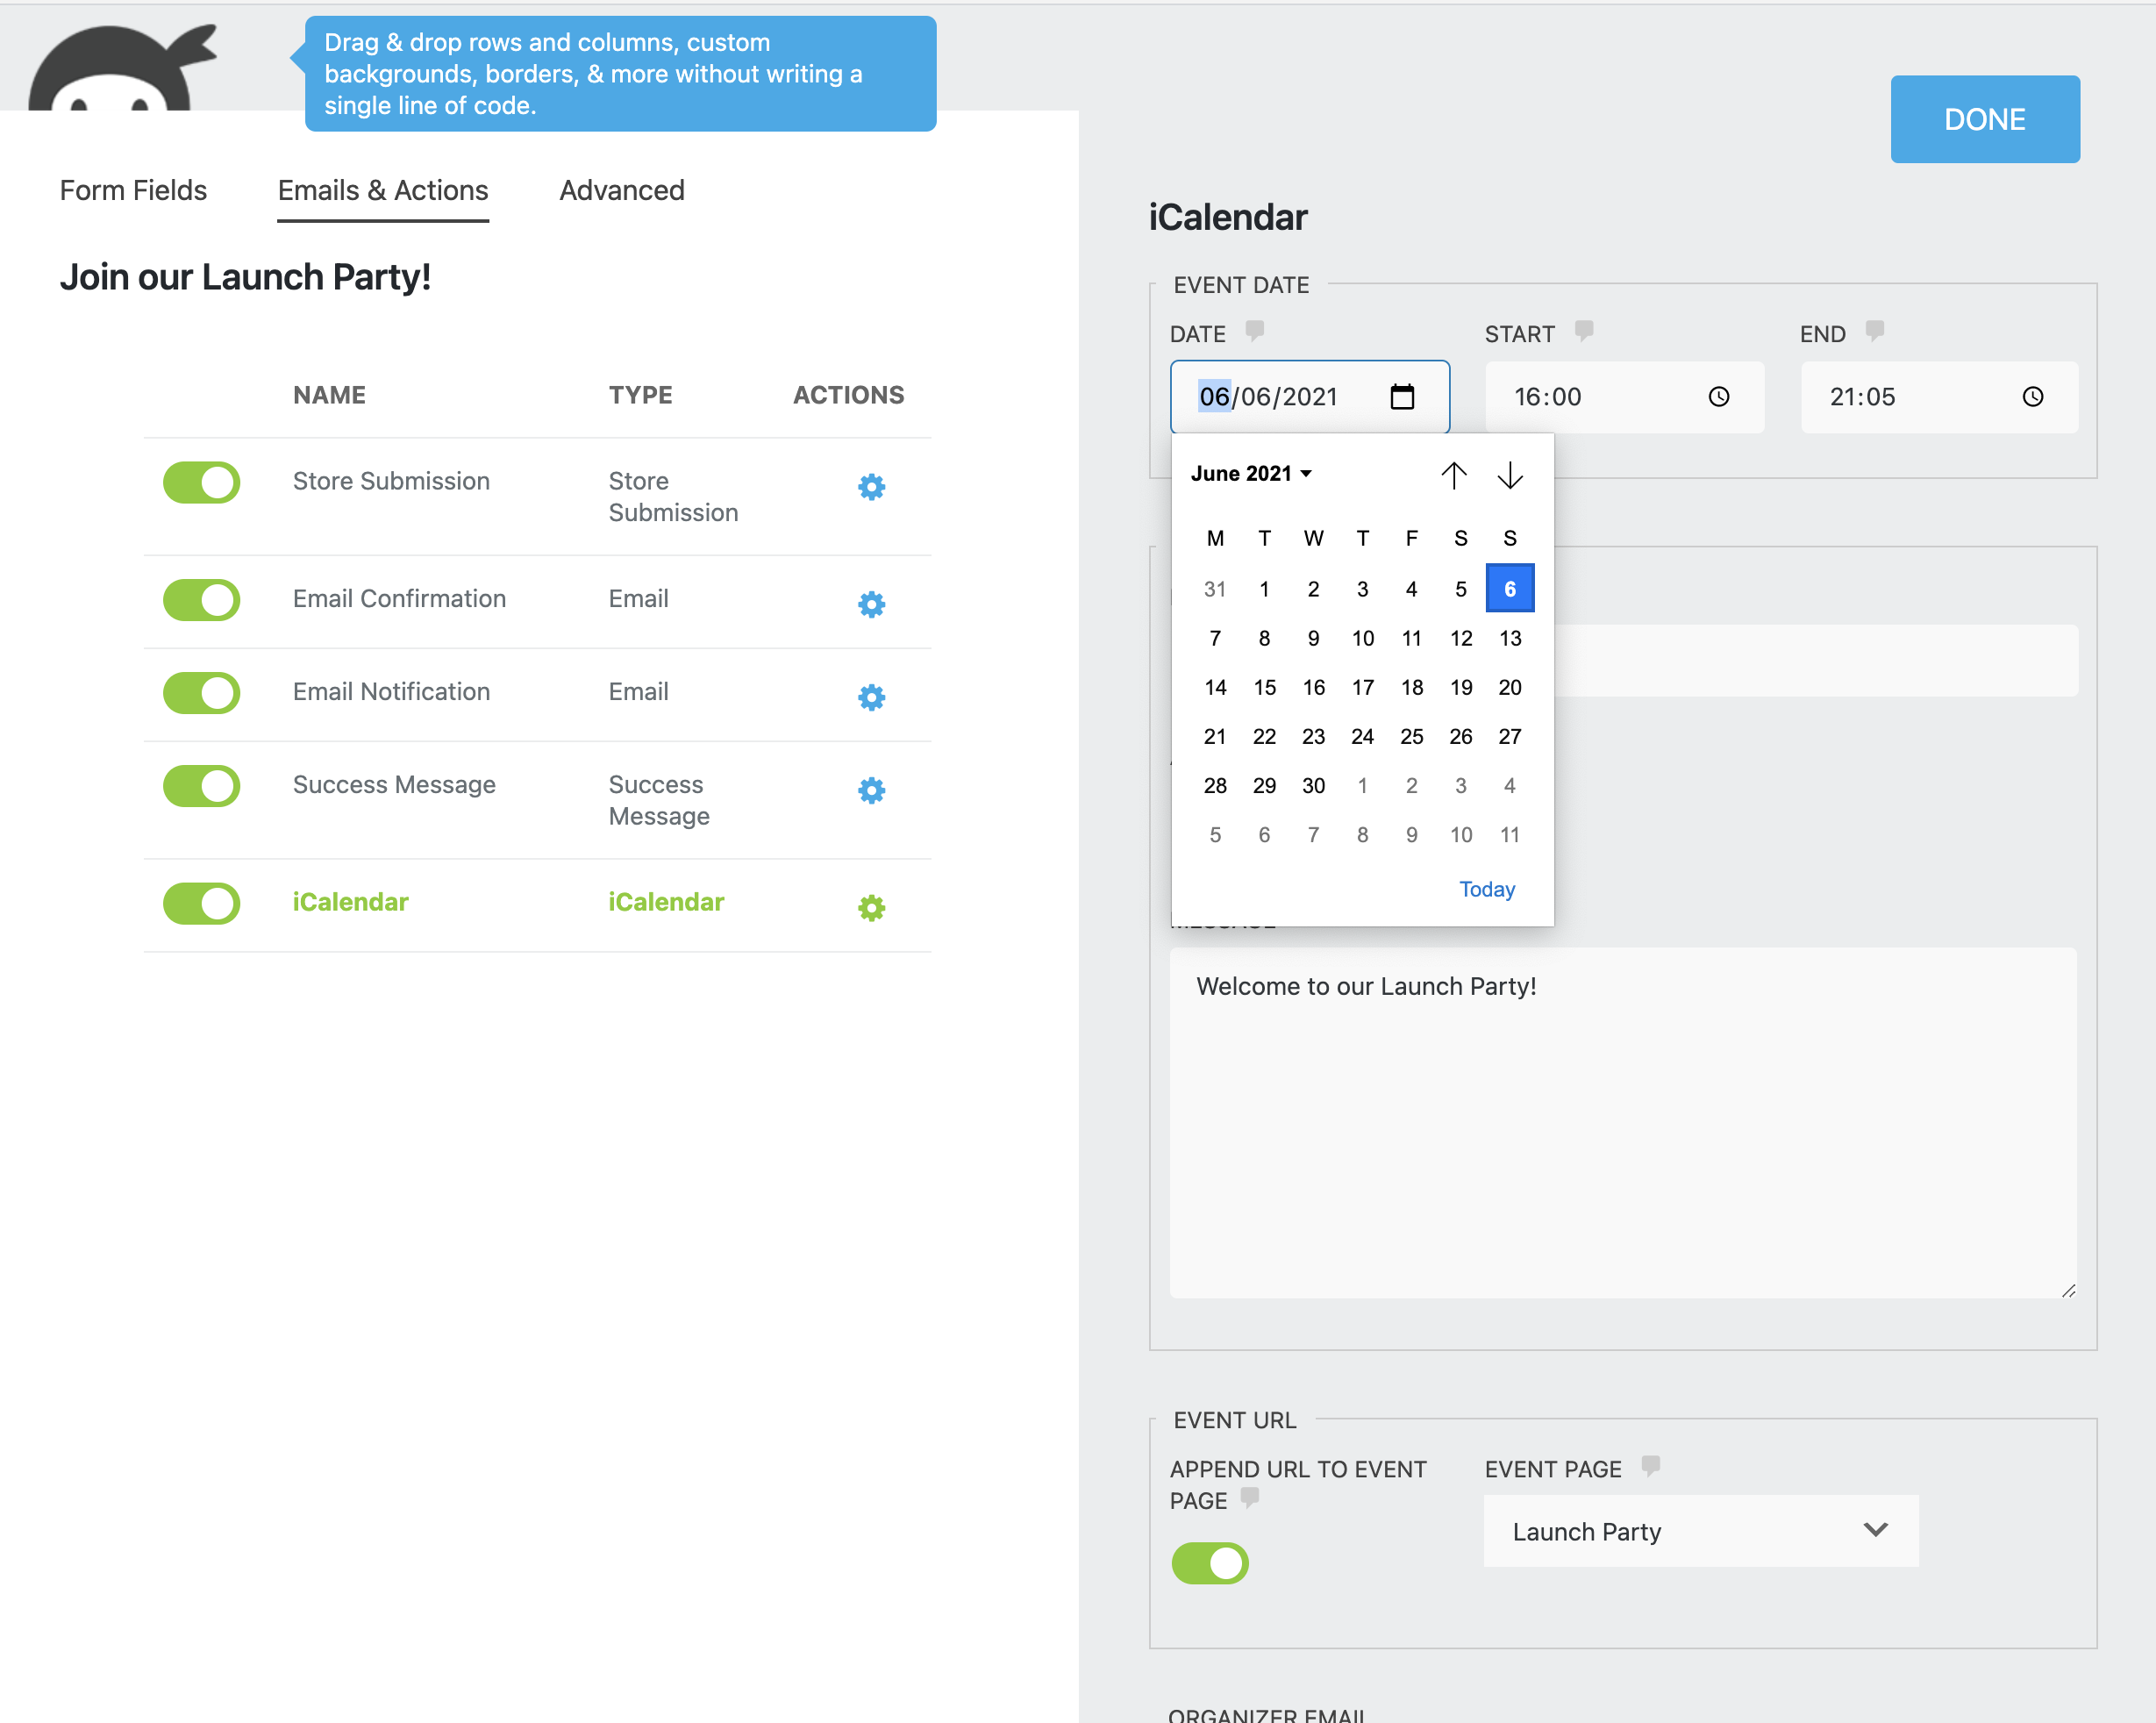 Drag & drop rows and columns, custom
backgrounds, borders, & more without writing a
single line of code.
DONE
Form Fields
Emails & Actions
Advanced
Join our Launch Party!
NAME TYPE ACTIONS
Store Submission
Store
Submission
Email Confirmation
Email
Email Notification
Email
Success Message
Success
Message
iCalendar
iCalendar
iCalendar
EVENT DATE
DATE
START
END
06/06/2021
16:00
21:05
June 2021
M T W T F S S
31 1 2 3 4 5 6
7 8 9 10 11 12 13
14 15 16 17 18 19 20
21 22 23 24 25 26 27
28 29 30 1 2 3 4
5 6 7 8 9 10 11
Today
Welcome to our Launch Party!
EVENT URL
APPEND URL TO EVENT
PAGE
EVENT PAGE
Launch Party
ORGANIZER EMAIL